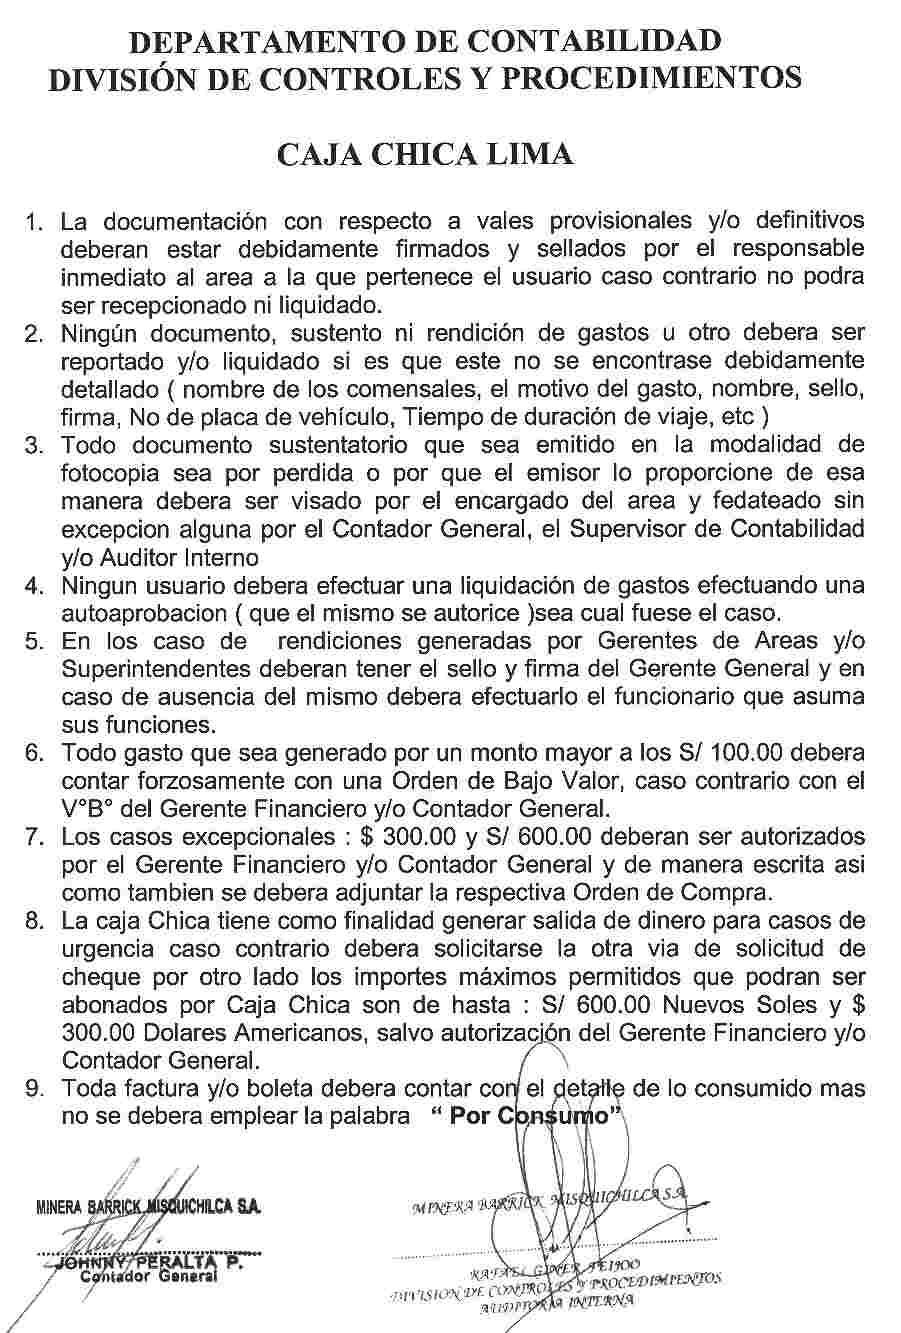 DEPARTAMENTO DE CONTABILIDAD
DIVISIÓN DE CONTROLES Y PROCEDIMIENTOS
CAJA CHICA LIMA
1. La documentación con respecto a vales provisionales y/o definitivos
deberan estar debidamente firmados y sellados por el responsable
inmediato al area a la que pertenece el usuario caso contrario no podra
ser recepcionado ni liquidado.
2. Ningún documento, sustento ni rendición de gastos u otro debera ser
reportado y/o liquidado si es que este no se encontrase debidamente
detallado ( nombre de los comensales, el motivo del gasto, nombre, sello,
firma, No de placa de vehículo, Tiempo de duración de viaje, etc )
3. Todo documento sustentatorio que sea emitido en la modalidad de
fotocopia sea por perdida o por que el emisor lo proporcione de esa
manera debera ser visado por el encargado del area y fedateado sin
excepcion alguna por el Contador General, el Supervisor de Contabilidad
y/o Auditor Interno
4. Ningun usuario debera efectuar una liquidación de gastos efectuando una
autoaprobacion ( que el mismo se autorice )sea cual fuese el caso.
5. En los caso de rendiciones generadas por Gerentes de Areas y/o
Superintendentes deberan tener el sello y firma del Gerente General y en
caso de ausencia del mismo debera efectuarlo el funcionario que asuma
sus funciones.
6. Todo gasto que sea generado por un monto mayor a los S/ 100.00 debera
contar forzosamente con una Orden de Bajo Valor, caso contrario con el
V°B° del Gerente Financiero y/o Contador General.
7. Los casos excepcionales : $ 300.00 y S/ 600.00 deberan ser autorizados
por el Gerente Financiero y/o Contador General y de manera escrita asi
como tambien se debera adjuntar la respectiva Orden de Compra.
8. La caja Chica tiene como finalidad generar salida de dinero para casos de
urgencia caso contrario debera solicitarse la otra via de solicitud de
cheque por otro lado los importes máximos permitidos que podran ser
abonados por Caja Chica son de hasta : S/ 600.00 Nuevos Soles y $
300.00 Dolares Americanos, salvo autorización del Gerente Financiero y/o
Contador General.
9. Toda factura y/o boleta debera contar con el detalle de lo consumido mas
no se debera emplear la palabra “ Por Consumo”
MINERA BARRICK MISQUICHILCA S.A.
JOHNNY PERALTA P.
Contador General
MINERA BARRICK MISQUICHILCA S.A.
RAFAEL GINER FEIJOO
DIVISION DE CONTROLES Y PROCEDIMIENTOS
AUDITORIA INTERNA